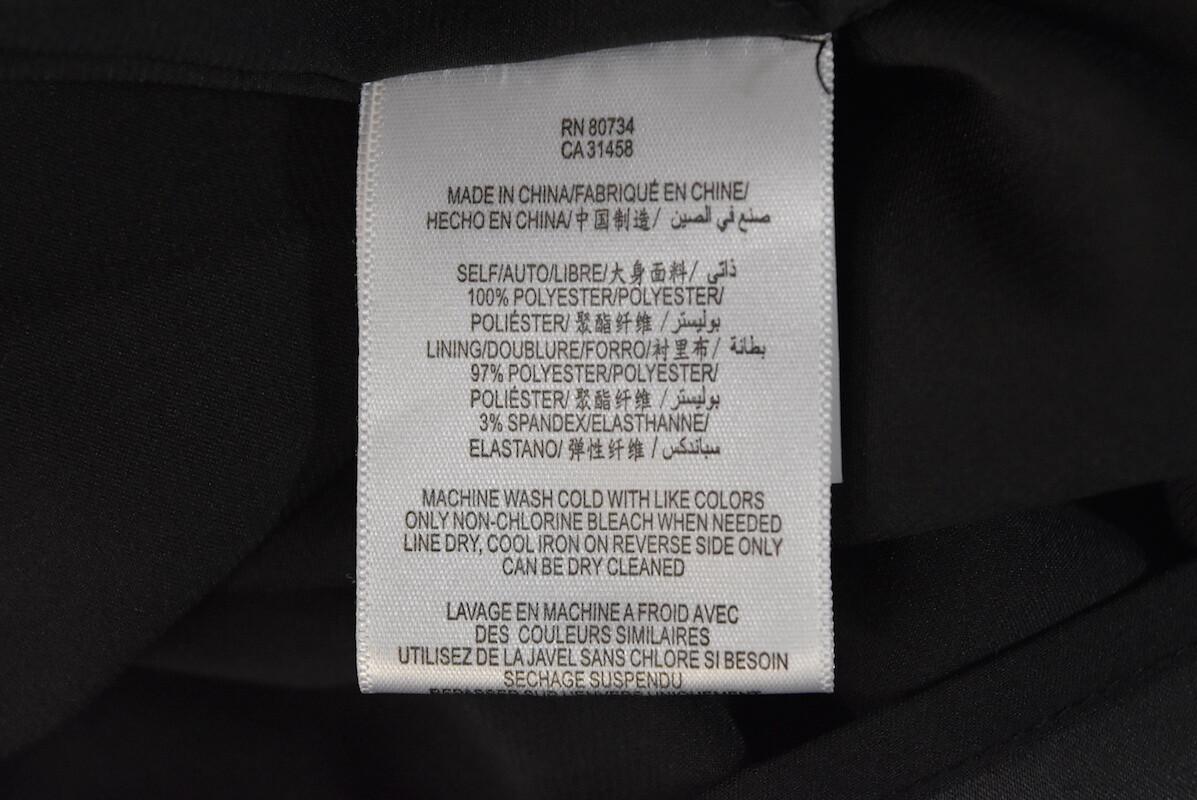 RN 80734
CA 31458
MADE IN CHINA/FABRIQUÉ EN CHINE/
HECHO EN CHINA/中国制造/ صنع في الصين
SELF/AUTO/LIBRE/大身面料/ ذاتي
100% POLYESTER/POLYESTER/
POLIÉSTER/ 聚酯纤维 / بوليستر
LINING/DOUBLURE/FORRO/衬里布/ بطانة
97% POLYESTER/POLYESTER/
POLIÉSTER/ 聚酯纤维 / بوليستر
3% SPANDEX/ELASTHANNE/
ELASTANO/ 弹性纤维 / سباندكس
MACHINE WASH COLD WITH LIKE COLORS
ONLY NON-CHLORINE BLEACH WHEN NEEDED
LINE DRY, COOL IRON ON REVERSE SIDE ONLY
CAN BE DRY CLEANED
LAVAGE EN MACHINE A FROID AVEC
DES COULEURS SIMILAIRES
UTILISEZ DE LA JAVEL SANS CHLORE SI BESOIN
SECHAGE SUSPENDU
REPASSER SUR L'ENVERS UNIQUEMENT